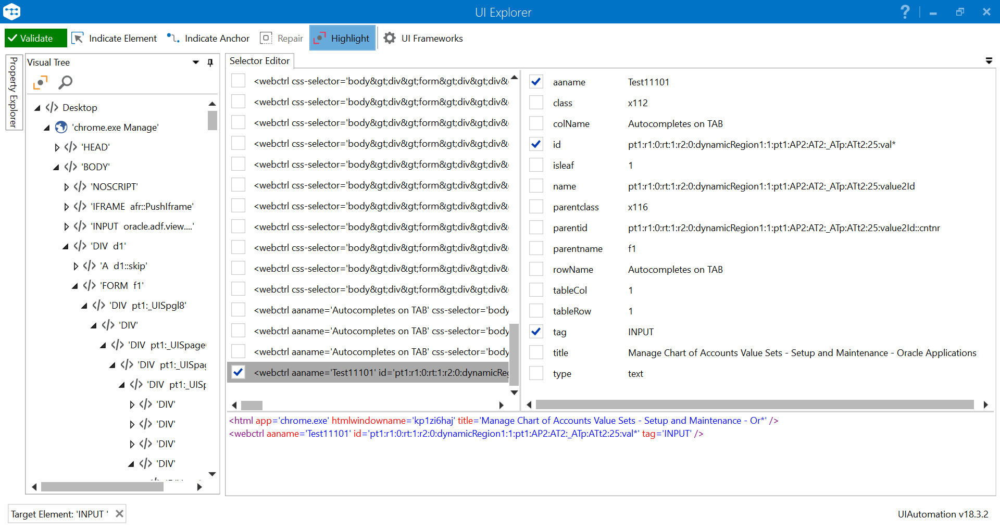 UI Explorer
Validate
Indicate Element
Indicate Anchor
Repair
Highlight
UI Frameworks
Property Explorer
Visual Tree
</> Desktop
'chrome.exe Manage'
</> 'HEAD'
</> 'BODY'
</> 'NOSCRIPT'
</> 'IFRAME afr::PushIframe'
</> 'INPUT oracle.adf.view....'
</> 'DIV d1'
</> 'A d1::skip'
</> 'FORM f1'
</> 'DIV pt1:_UISpgl8'
</> 'DIV'
</> 'DIV pt1:_UISpage
</> 'DIV pt1:_UISpag
</> 'DIV pt1:_UISp
</> 'DIV'
</> 'DIV'
</> 'DIV'
</> 'DIV'
Selector Editor
<webctrl css-selector='body&gt;div&gt;form&gt;div&gt;div&
<webctrl css-selector='body&gt;div&gt;form&gt;div&gt;div&
<webctrl css-selector='body&gt;div&gt;form&gt;div&gt;div&
<webctrl css-selector='body&gt;div&gt;form&gt;div&gt;div&
<webctrl css-selector='body&gt;div&gt;form&gt;div&gt;div&
<webctrl css-selector='body&gt;div&gt;form&gt;div&gt;div&
<webctrl css-selector='body&gt;div&gt;form&gt;div&gt;div&
<webctrl css-selector='body&gt;div&gt;form&gt;div&gt;div&
<webctrl css-selector='body&gt;div&gt;form&gt;div&gt;div&
<webctrl css-selector='body&gt;div&gt;form&gt;div&gt;div&
<webctrl css-selector='body&gt;div&gt;form&gt;div&gt;div&
<webctrl aaname='Autocompletes on TAB' css-selector='body
<webctrl aaname='Autocompletes on TAB' css-selector='body
<webctrl aaname='Autocompletes on TAB' css-selector='body
<webctrl aaname='Test11101' id='pt1:r1:0:rt:1:r2:0:dynamicReg
aaname Test11101
class x112
colName Autocompletes on TAB
id pt1:r1:0:rt:1:r2:0:dynamicRegion1:1:pt1:AP2:AT2:_ATp:ATt2:25:val*
isleaf 1
name pt1:r1:0:rt:1:r2:0:dynamicRegion1:1:pt1:AP2:AT2:_ATp:ATt2:25:value2Id
parentclass x116
parentid pt1:r1:0:rt:1:r2:0:dynamicRegion1:1:pt1:AP2:AT2:_ATp:ATt2:25:value2Id::cntnr
parentname f1
rowName Autocompletes on TAB
tableCol 1
tableRow 1
tag INPUT
title Manage Chart of Accounts Value Sets - Setup and Maintenance - Oracle Applications
type text
<html app='chrome.exe' htmlwindowname='kp1zi6haj' title='Manage Chart of Accounts Value Sets - Setup and Maintenance - Or*' />
<webctrl aaname='Test11101' id='pt1:r1:0:rt:1:r2:0:dynamicRegion1:1:pt1:AP2:AT2:_ATp:ATt2:25:val*' tag='INPUT' />
Target Element: 'INPUT '
UIAutomation v18.3.2